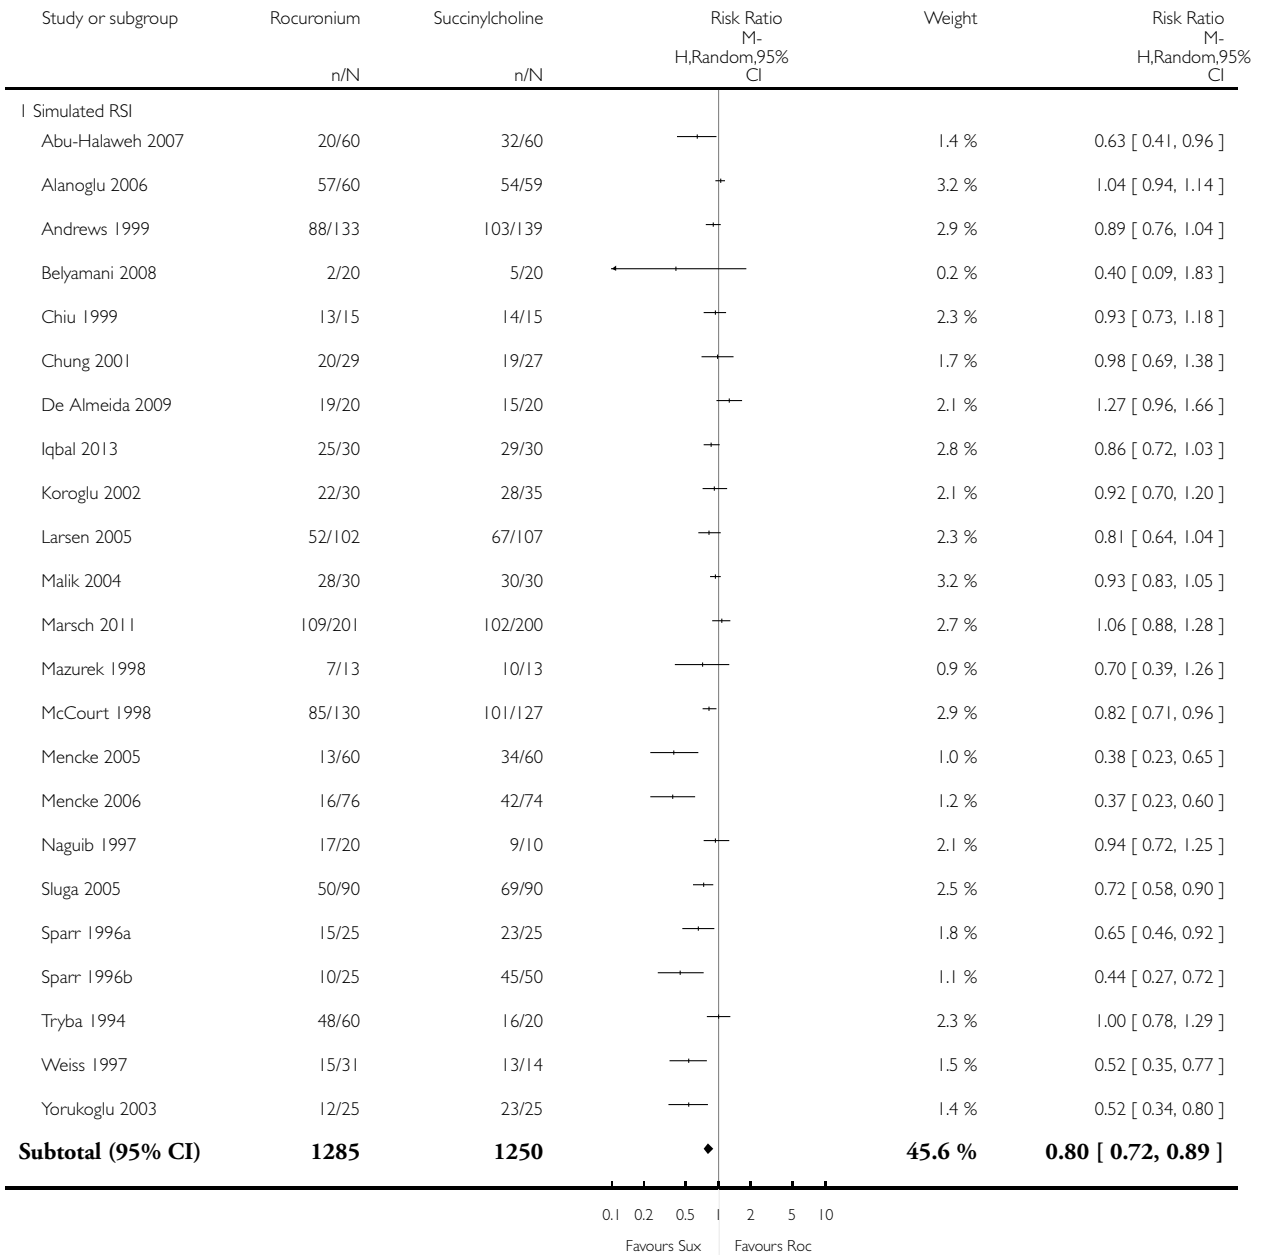 Study or subgroup Rocuronium Succinylcholine Risk Ratio Weight Risk Ratio
M- M-
H,Random,95% H,Random,95%
n/N n/N CI CI
1 Simulated RSI
Abu-Halaweh 2007 20/60 32/60 1.4 % 0.63 [ 0.41, 0.96 ]
Alanoglu 2006 57/60 54/59 3.2 % 1.04 [ 0.94, 1.14 ]
Andrews 1999 88/133 103/139 2.9 % 0.89 [ 0.76, 1.04 ]
Belyamani 2008 2/20 5/20 0.2 % 0.40 [ 0.09, 1.83 ]
Chiu 1999 13/15 14/15 2.3 % 0.93 [ 0.73, 1.18 ]
Chung 2001 20/29 19/27 1.7 % 0.98 [ 0.69, 1.38 ]
De Almeida 2009 19/20 15/20 2.1 % 1.27 [ 0.96, 1.66 ]
Iqbal 2013 25/30 29/30 2.8 % 0.86 [ 0.72, 1.03 ]
Koroglu 2002 22/30 28/35 2.1 % 0.92 [ 0.70, 1.20 ]
Larsen 2005 52/102 67/107 2.3 % 0.81 [ 0.64, 1.04 ]
Malik 2004 28/30 30/30 3.2 % 0.93 [ 0.83, 1.05 ]
Marsch 2011 109/201 102/200 2.7 % 1.06 [ 0.88, 1.28 ]
Mazurek 1998 7/13 10/13 0.9 % 0.70 [ 0.39, 1.26 ]
McCourt 1998 85/130 101/127 2.9 % 0.82 [ 0.71, 0.96 ]
Mencke 2005 13/60 34/60 1.0 % 0.38 [ 0.23, 0.65 ]
Mencke 2006 16/76 42/74 1.2 % 0.37 [ 0.23, 0.60 ]
Naguib 1997 17/20 9/10 2.1 % 0.94 [ 0.72, 1.25 ]
Sluga 2005 50/90 69/90 2.5 % 0.72 [ 0.58, 0.90 ]
Sparr 1996a 15/25 23/25 1.8 % 0.65 [ 0.46, 0.92 ]
Sparr 1996b 10/25 45/50 1.1 % 0.44 [ 0.27, 0.72 ]
Tryba 1994 48/60 16/20 2.3 % 1.00 [ 0.78, 1.29 ]
Weiss 1997 15/31 13/14 1.5 % 0.52 [ 0.35, 0.77 ]
Yorukoglu 2003 12/25 23/25 1.4 % 0.52 [ 0.34, 0.80 ]
Subtotal (95% CI) 1285 1250 45.6 % 0.80 [ 0.72, 0.89 ]
0.1 0.2 0.5 1 2 5 10
Favours Sux Favours Roc